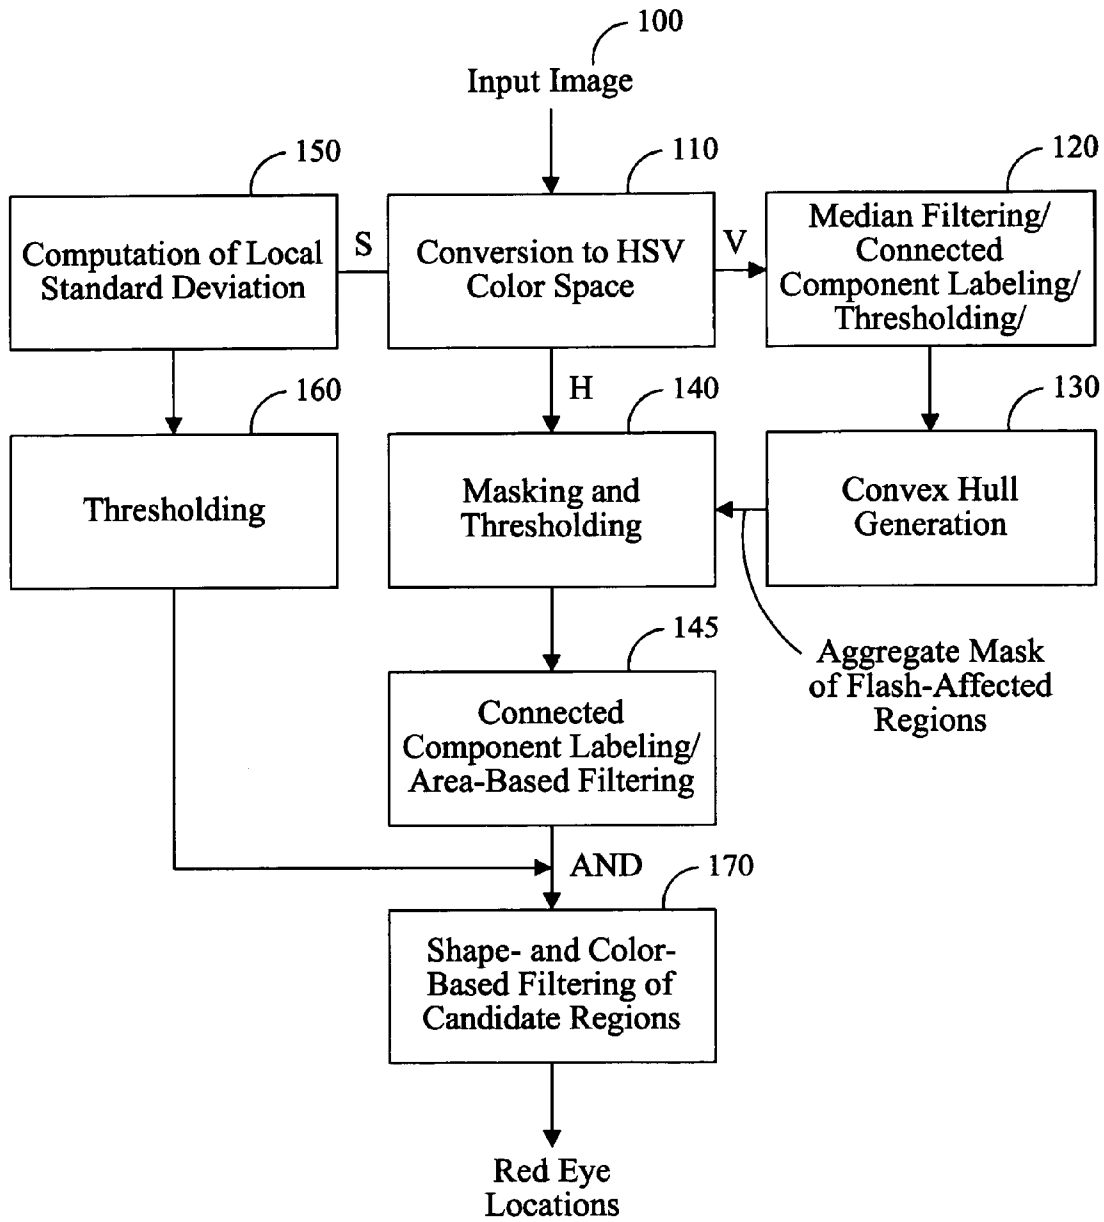 100
Input Image
150
110
120
Computation of Local
Standard Deviation
S
Conversion to HSV
Color Space
V
Median Filtering/
Connected
Component Labeling/
Thresholding/
160
H
140
130
Thresholding
Masking and
Thresholding
Convex Hull
Generation
145
Aggregate Mask
of Flash-Affected
Regions
Connected
Component Labeling/
Area-Based Filtering
AND
170
Shape- and Color-
Based Filtering of
Candidate Regions
Red Eye
Locations